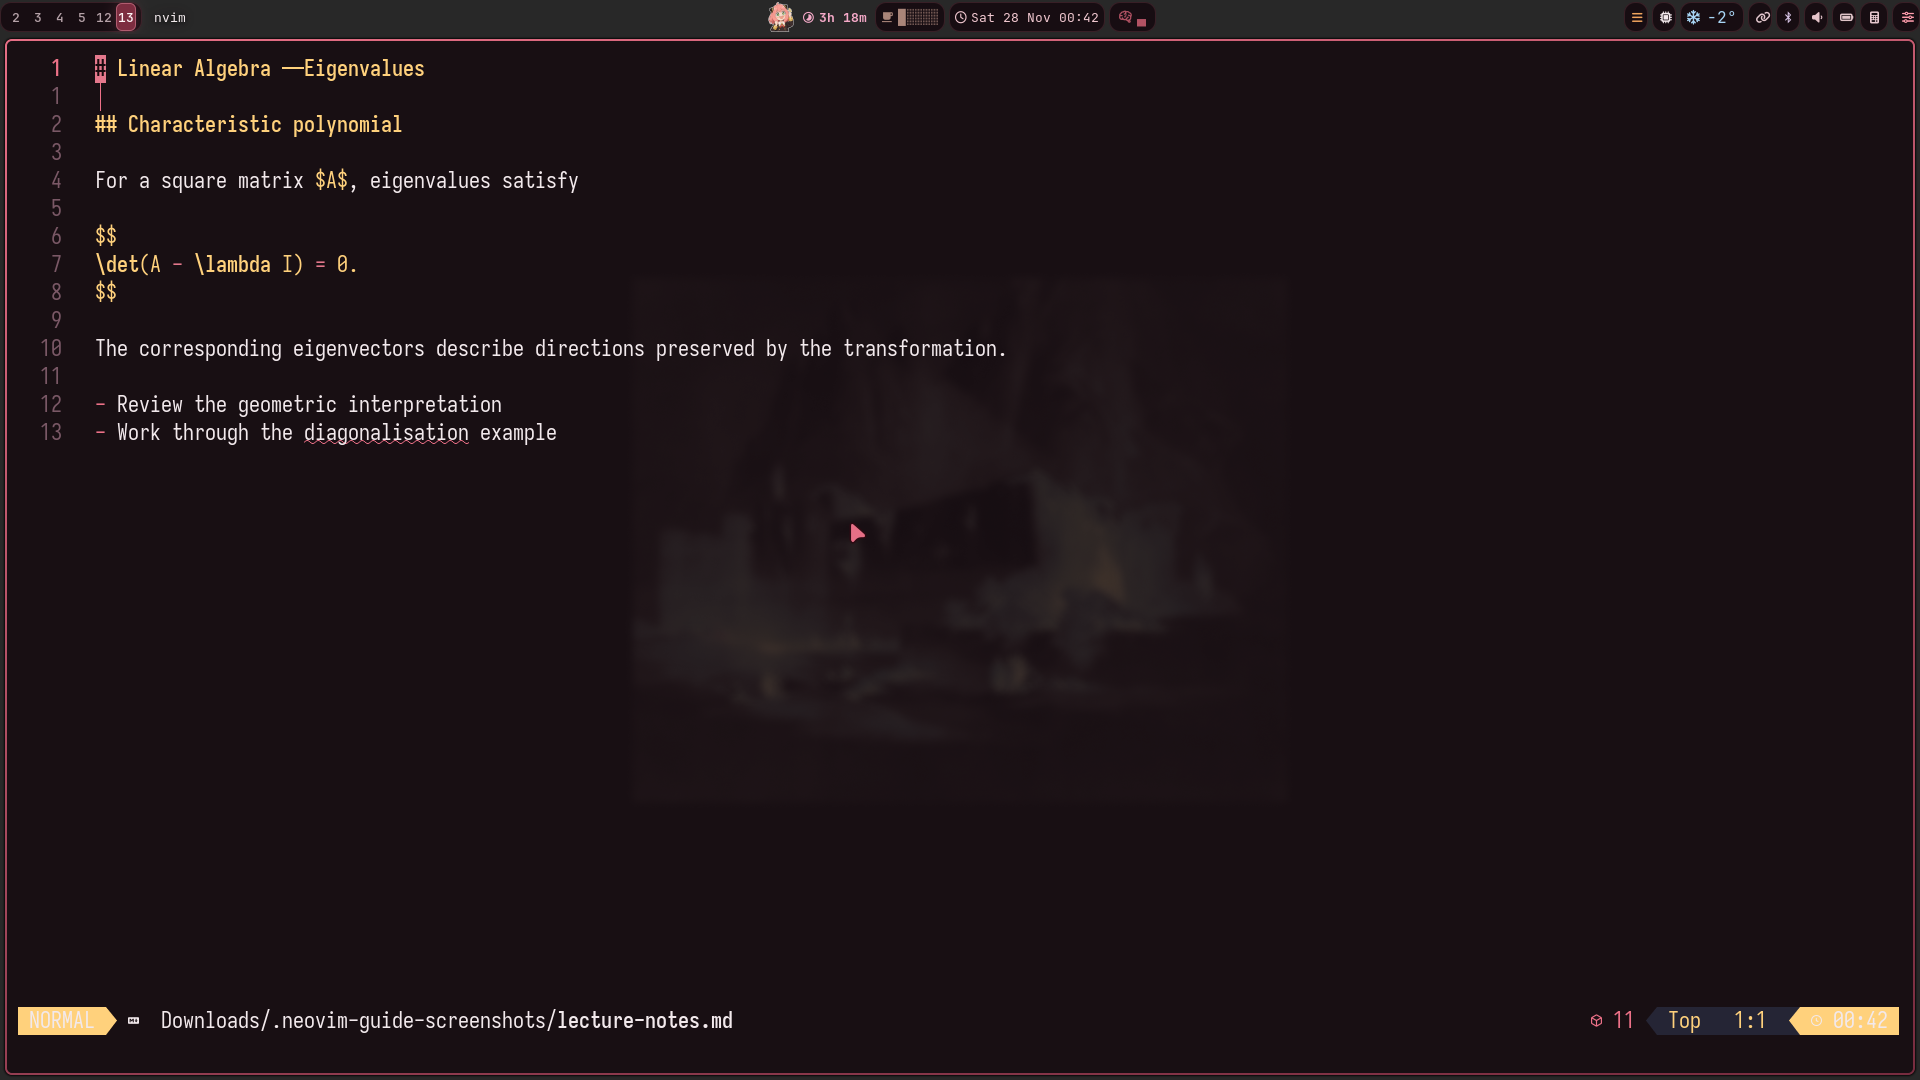 2 3 4 5 12 13 nvim 3h 18m Sat 28 Nov 00:42 -2°
1 # Linear Algebra —Eigenvalues
1
2 ## Characteristic polynomial
3
4 For a square matrix $A$, eigenvalues satisfy
5
6 $$
7 \det(A - \lambda I) = 0.
8 $$
9
10 The corresponding eigenvectors describe directions preserved by the transformation.
11
12 - Review the geometric interpretation
13 - Work through the diagonalisation example
NORMAL Downloads/.neovim-guide-screenshots/lecture-notes.md 11 Top 1:1 00:42